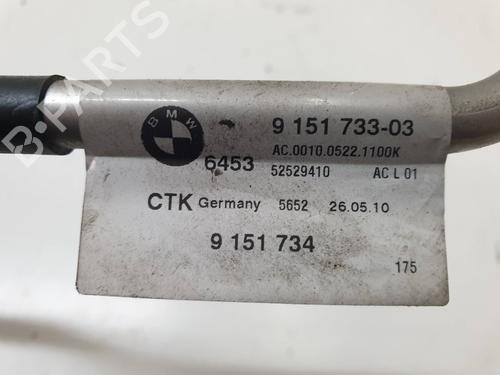 BMW
9 151 733-03
AC.0010.0522.1100K
6453 52529410 AC L 01
CTK Germany 5652 26.05.10
9 151 734
175
B-PARTS